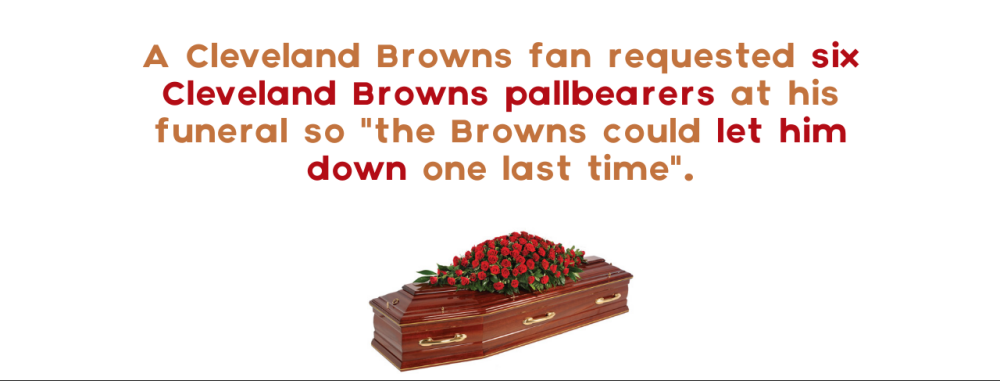 A Cleveland Browns fan requested six
Cleveland Browns pallbearers at his
funeral so "the Browns could let him
down one last time".